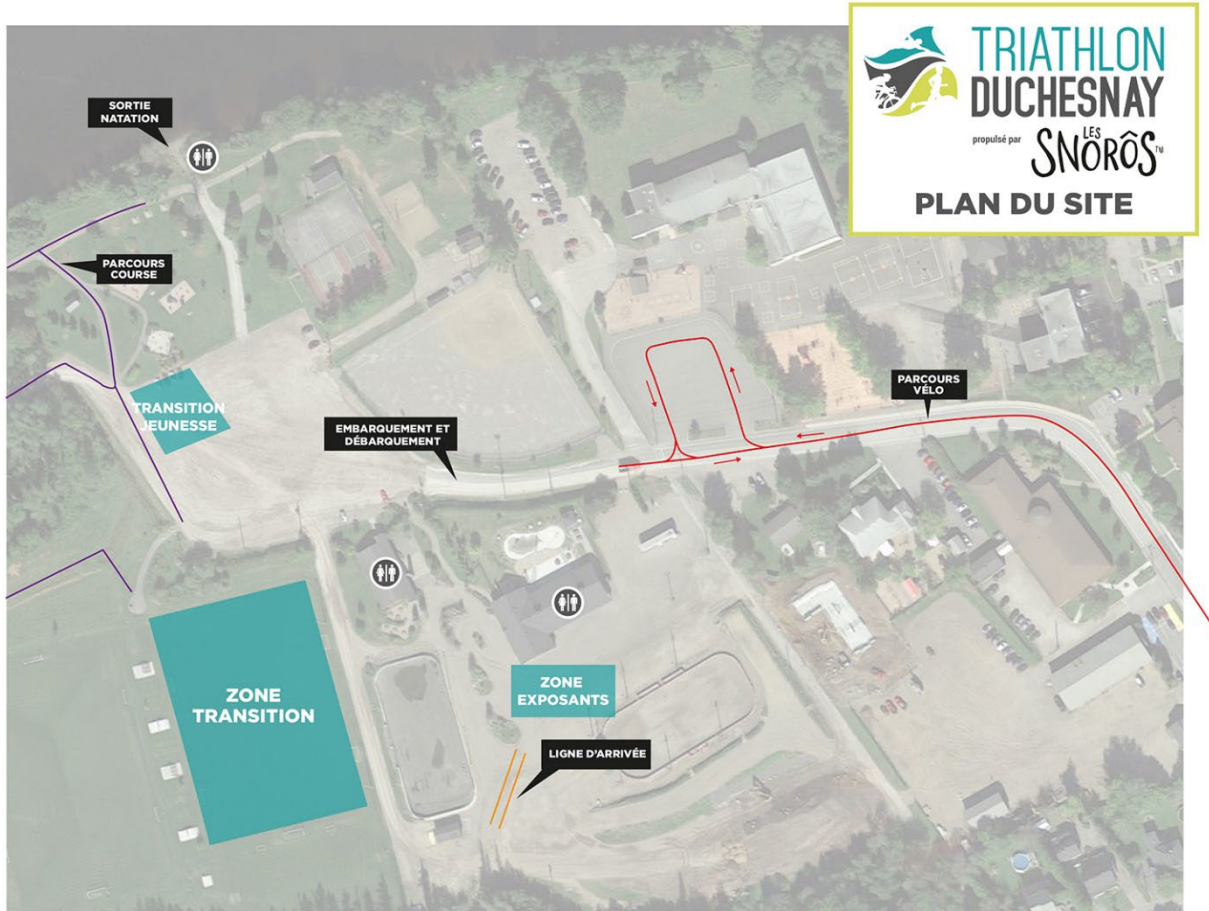 TRIATHLON
DUCHESNAY
propulsé par
LES
SNÖRÔS™
PLAN DU SITE
SORTIE
NATATION
PARCOURS
COURSE
TRANSITION
JEUNESSE
EMBARQUEMENT ET
DÉBARQUEMENT
PARCOURS
VÉLO
ZONE
TRANSITION
ZONE
EXPOSANTS
LIGNE D'ARRIVÉE